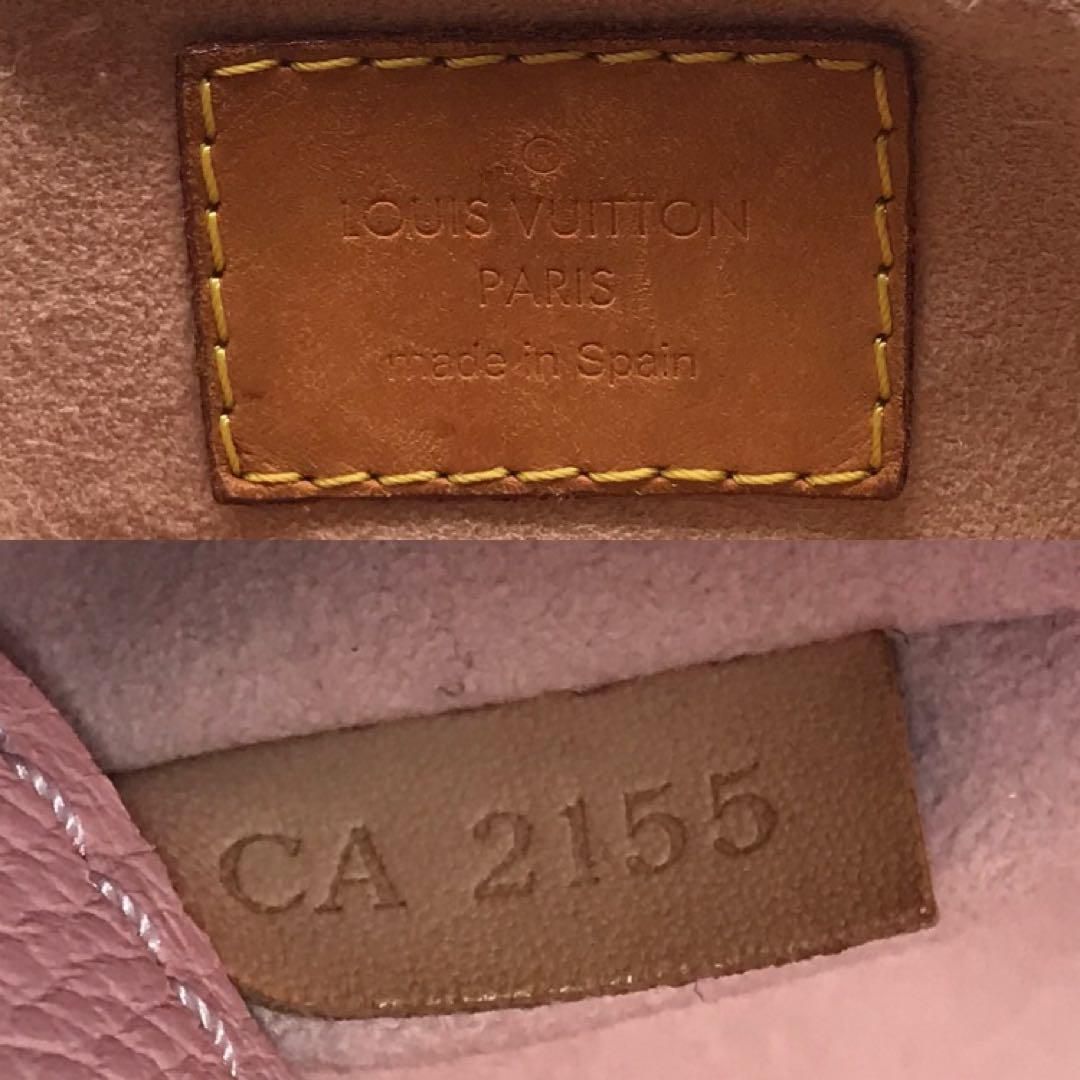 ©
LOUIS VUITTON
PARIS
made in Spain
CA 2155